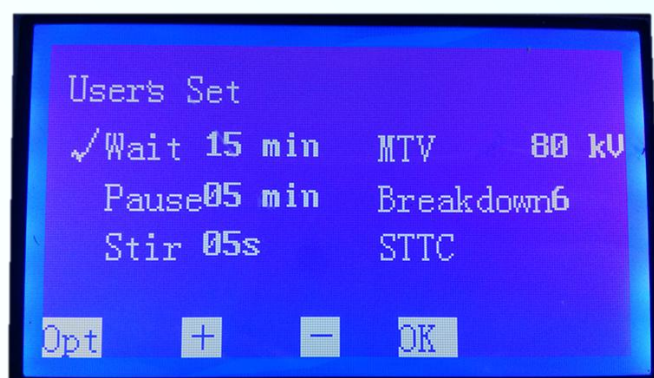 User's Set
✓Wait 15 min MTV 80 kV
Pause05 min Breakdown6
Stir 05s STTC
Opt + − OK